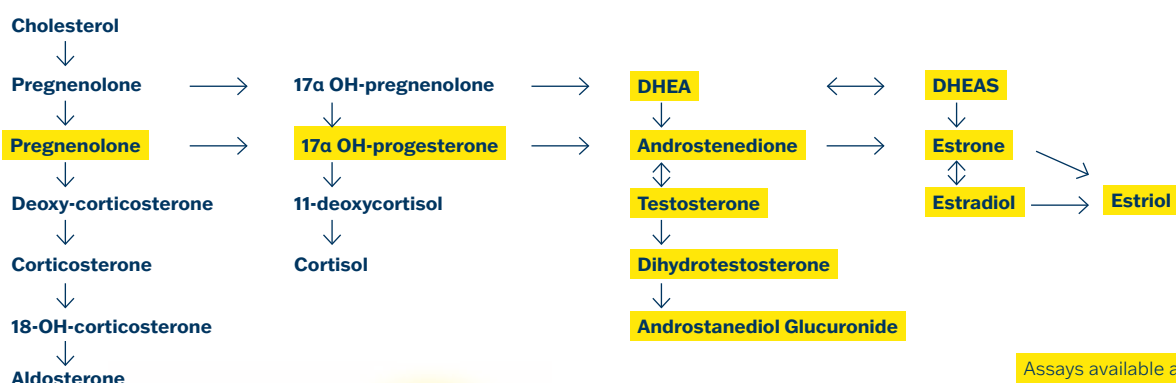 Cholesterol
Pregnenolone 17α OH-pregnenolone DHEA DHEAS
Pregnenolone 17α OH-progesterone Androstenedione Estrone
Deoxy-corticosterone 11-deoxycortisol Testosterone Estradiol Estriol
Corticosterone Cortisol Dihydrotestosterone
18-OH-corticosterone Androstanediol Glucuronide
Aldosterone
Assays available a